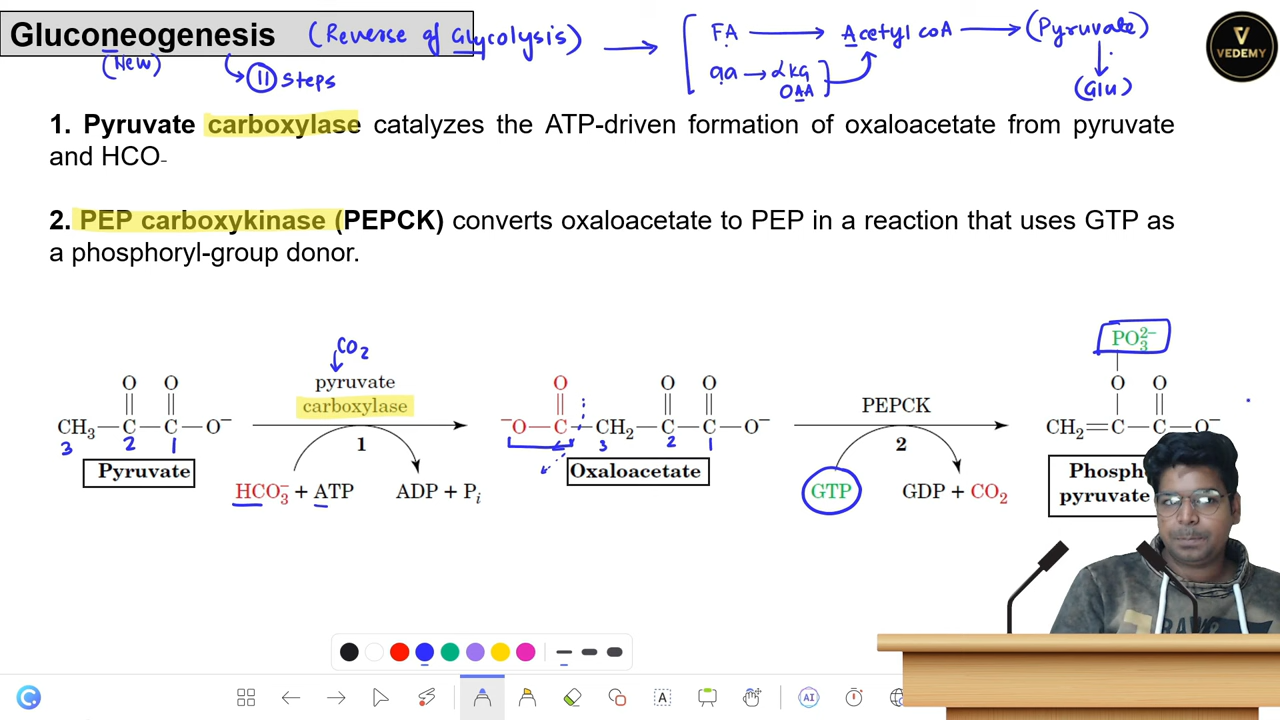 Gluconeogenesis (Reverse of Glycolysis) → [ FA → Acetyl coA → (Pyruvate)
(New) 11 steps aa → αKG OAA (Glu)
VEDEMY
1. Pyruvate carboxylase catalyzes the ATP-driven formation of oxaloacetate from pyruvate
and HCO-
2. PEP carboxykinase (PEPCK) converts oxaloacetate to PEP in a reaction that uses GTP as
a phosphoryl-group donor.
CO2
PO3^2−
O O pyruvate O O O O O
carboxylase PEPCK
CH3—C—C—O− −O—C—CH2—C—C—O− CH2=C—C—O−
3 2 1 1 3 2 1 2
Pyruvate Oxaloacetate Phosph
pyruvate
HCO3− + ATP ADP + Pi GTP GDP + CO2
AI